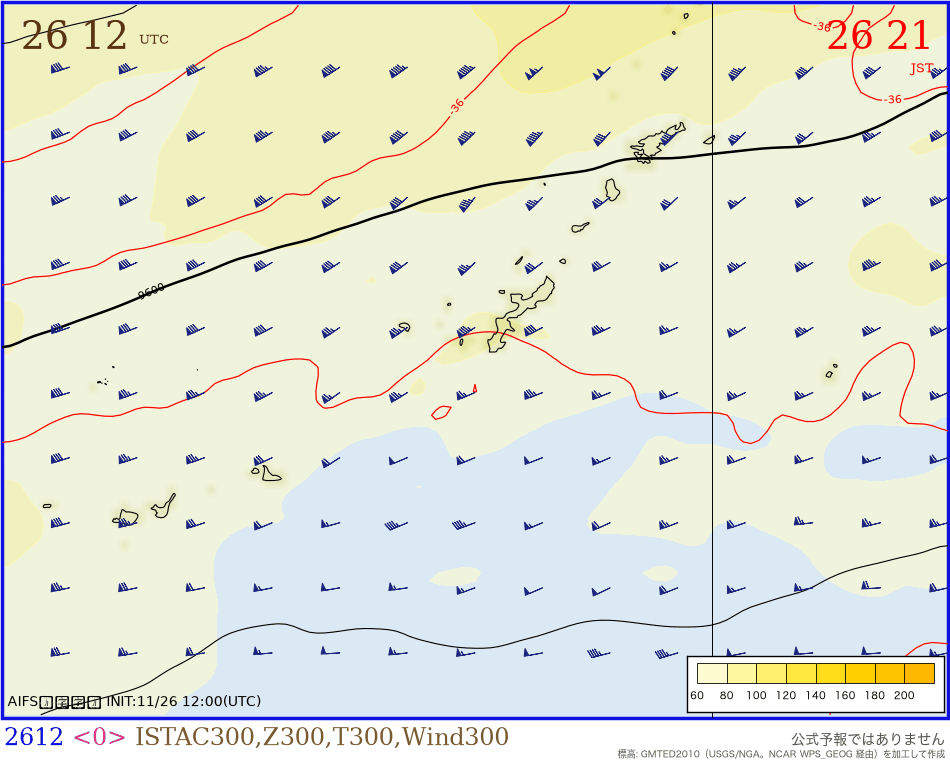 26 12 UTC
26 21
JST
-36
-36
-36
9600
60 80 100 120 140 160 180 200
AIFS
INIT:11/26 12:00(UTC)
2612 <0> ISTAC300,Z300,T300,Wind300
公式予報ではありません
標高: GMTED2010（USGS/NGA。NCAR WPS_GEOG 経由）を加工して作成